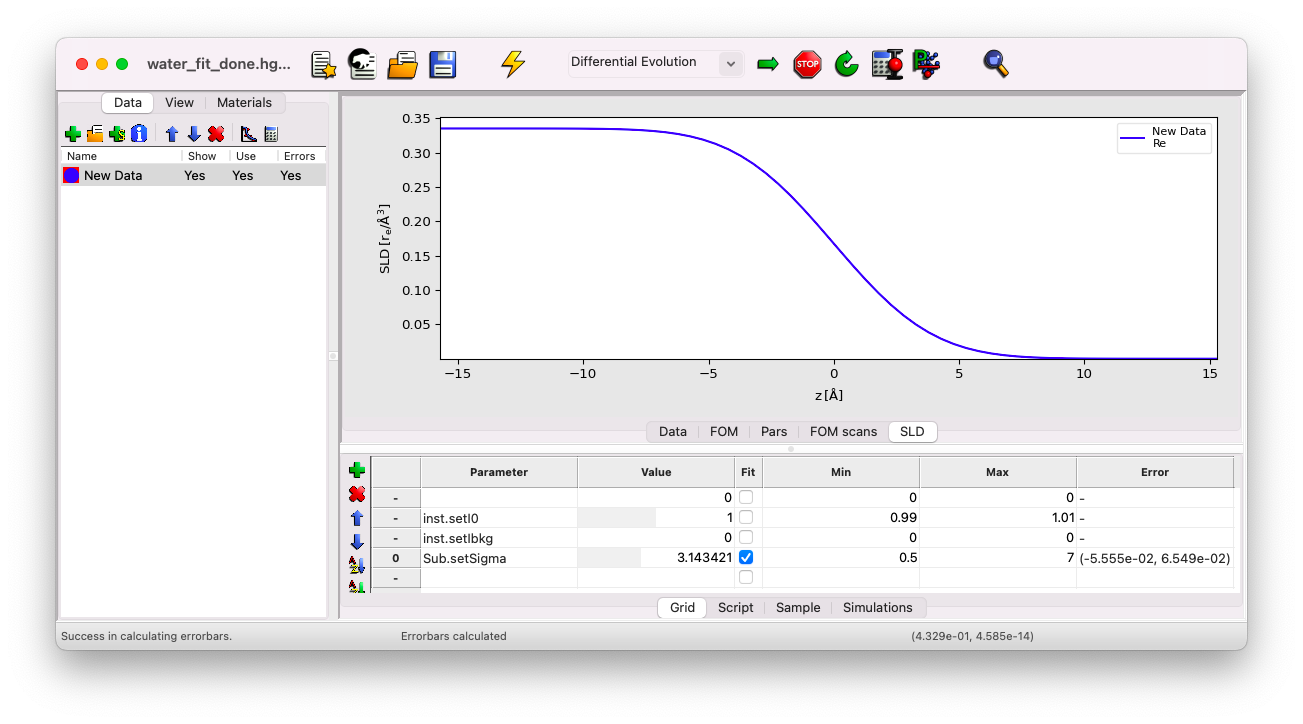 water_fit_done.hg...
Differential Evolution
STOP
Data View Materials
Name Show Use Errors
New Data Yes Yes Yes
New Data
Re
0.35
0.30
0.25
0.20
0.15
0.10
0.05
SLD [rₑ/Å³]
−15 −10 −5 0 5 10 15
z [Å]
Data FOM Pars FOM scans SLD
Parameter Value Fit Min Max Error
- 0 0 0 -
- inst.setI0 1 0.99 1.01 -
- inst.setIbkg 0 0 0 -
0 Sub.setSigma 3.143421 0.5 7 (-5.555e-02, 6.549e-02)
-
Grid Script Sample Simulations
Success in calculating errorbars. Errorbars calculated (4.329e-01, 4.585e-14)